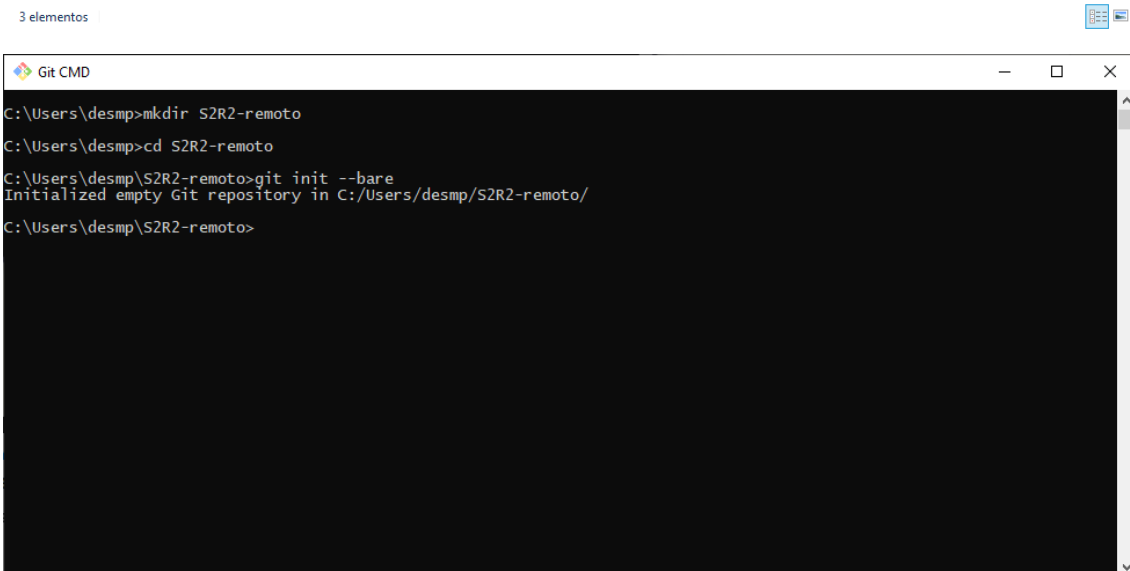 3 elementos
Git CMD
C:\Users\desmp>mkdir S2R2-remoto
C:\Users\desmp>cd S2R2-remoto
C:\Users\desmp\S2R2-remoto>git init --bare
Initialized empty Git repository in C:/Users/desmp/S2R2-remoto/
C:\Users\desmp\S2R2-remoto>